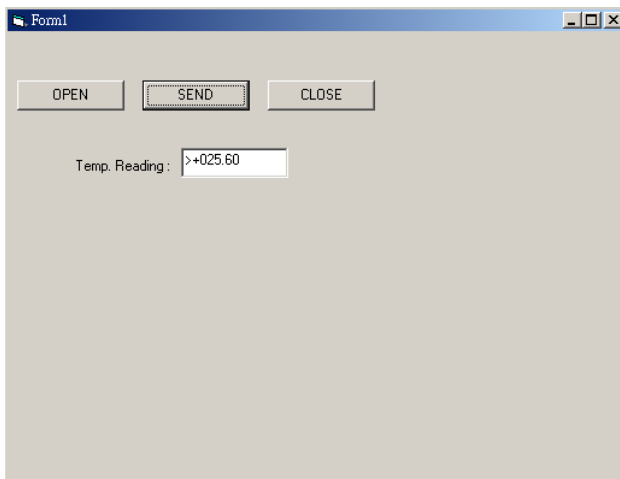 Form1
OPEN SEND CLOSE
Temp. Reading : >+025.60